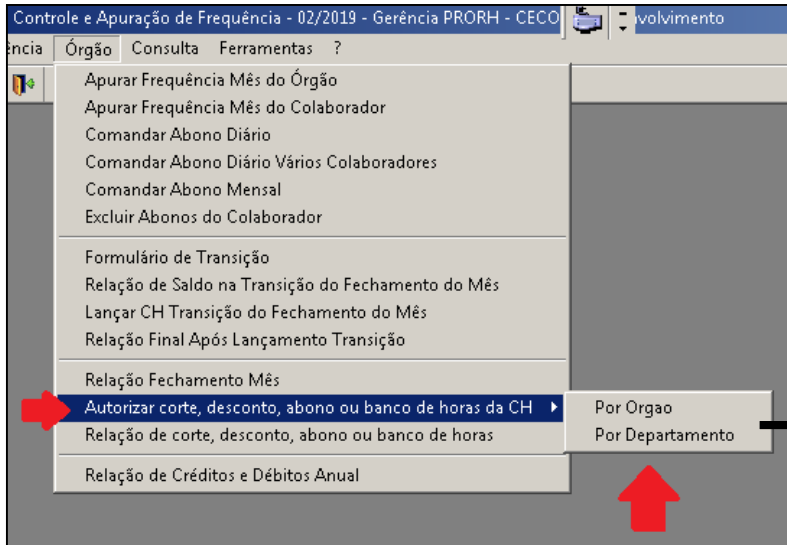 Controle e Apuração de Frequência - 02/2019 - Gerência PRORH - CECO volvimento
ência Órgão Consulta Ferramentas ?
Apurar Frequência Mês do Órgão
Apurar Frequência Mês do Colaborador
Comandar Abono Diário
Comandar Abono Diário Vários Colaboradores
Comandar Abono Mensal
Excluir Abonos do Colaborador
Formulário de Transição
Relação de Saldo na Transição do Fechamento do Mês
Lançar CH Transição do Fechamento do Mês
Relação Final Após Lançamento Transição
Relação Fechamento Mês
Autorizar corte, desconto, abono ou banco de horas da CH
Por Orgao
Relação de corte, desconto, abono ou banco de horas
Por Departamento
Relação de Créditos e Débitos Anual